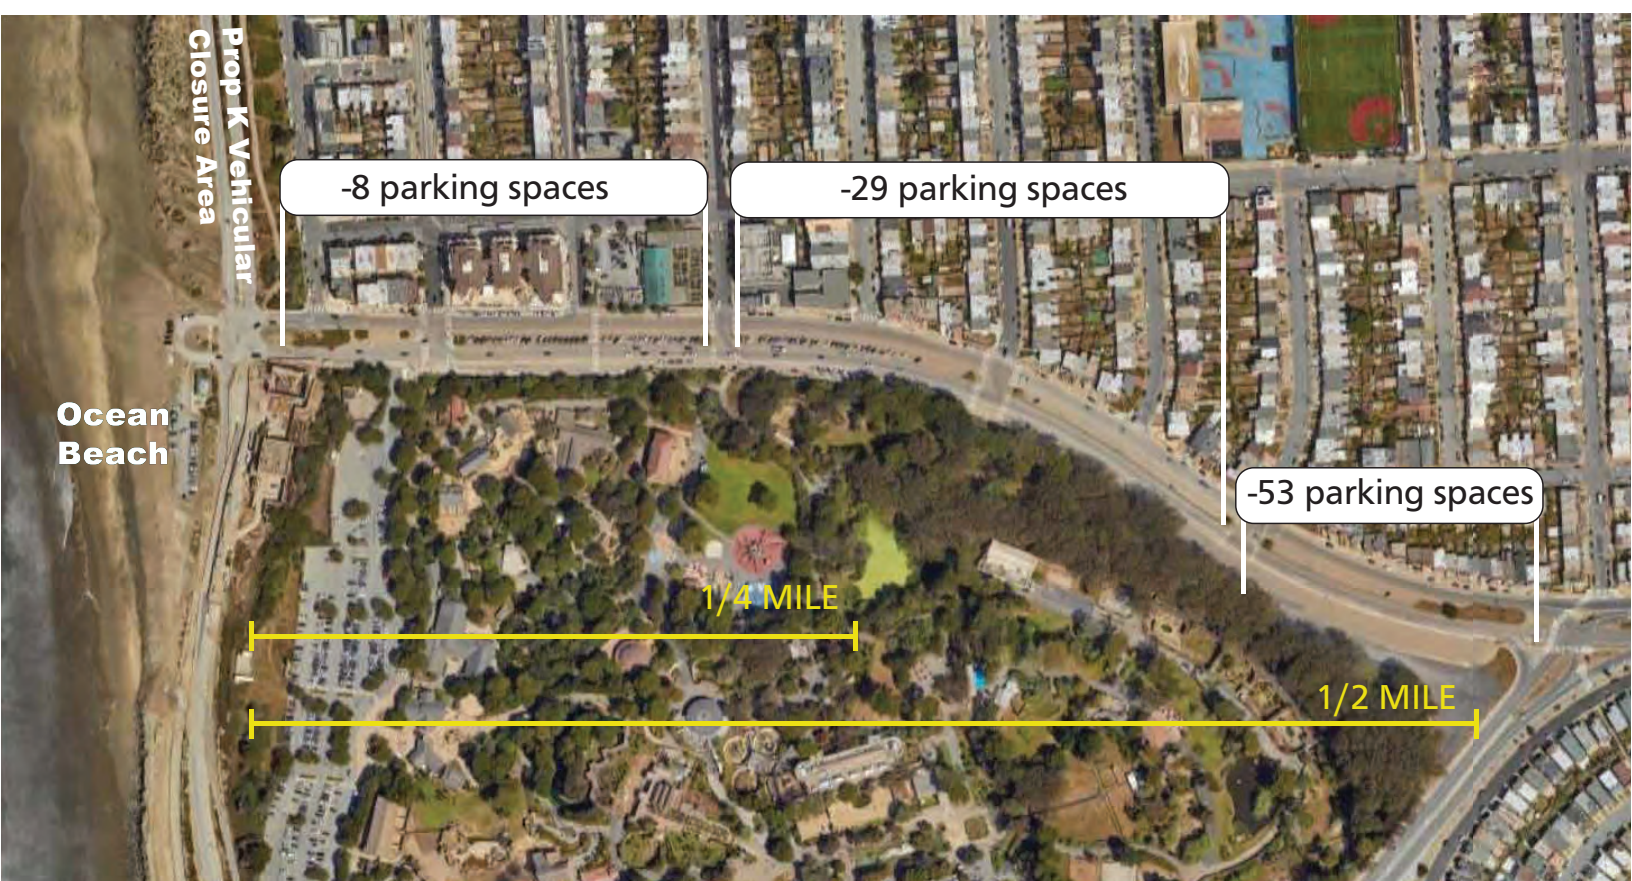 Prop K Vehicular
Closure Area
-8 parking spaces
-29 parking spaces
Ocean
Beach
-53 parking spaces
1/4 MILE
1/2 MILE